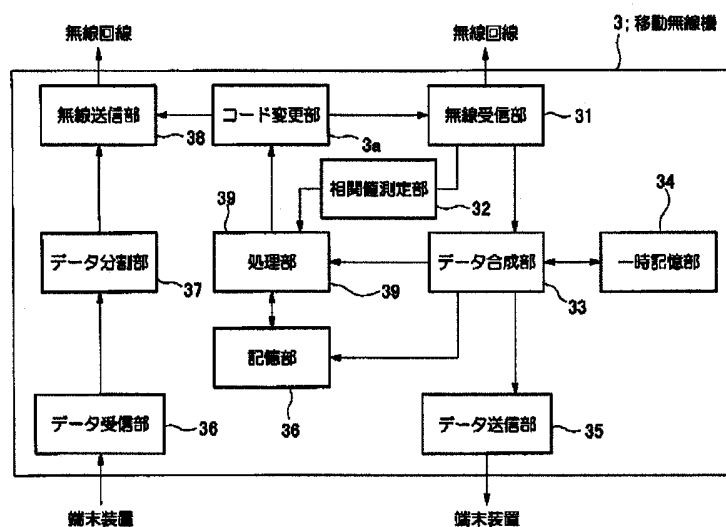 無線回線
無線回線
3;移動無線機
無線送信部
38
コード変更部
3a
無線受信部
31
相関値測定部
32
34
39
データ分割部
37
処理部
39
データ合成部
33
一時記憶部
記憶部
36
データ受信部
36
データ送信部
35
端末装置
端末装置